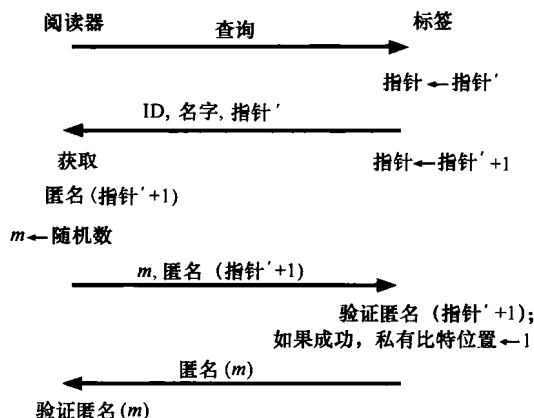 阅读器
查询
标签
指针←指针′
ID, 名字, 指针′
获取
匿名(指针′+1)
指针←指针′+1
m←随机数
m, 匿名（指针′+1）
验证匿名（指针′+1）;
如果成功，私有比特位置←1
匿名(m)
验证匿名(m)